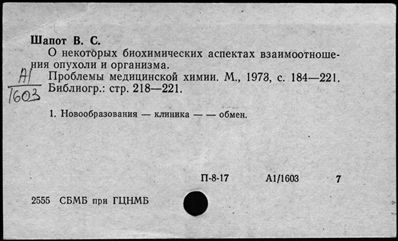 Шапот В. С.
О некоторых биохимических аспектах взаимоотноше-
ния опухоли и организма.
А1
1603
Проблемы медицинской химии. М., 1973, с. 184—221.
Библиогр.: стр. 218—221.
1. Новообразования — клиника — — обмен.
П-8-17 А1/1603 7
2555 СБМБ при ГЦНМБ